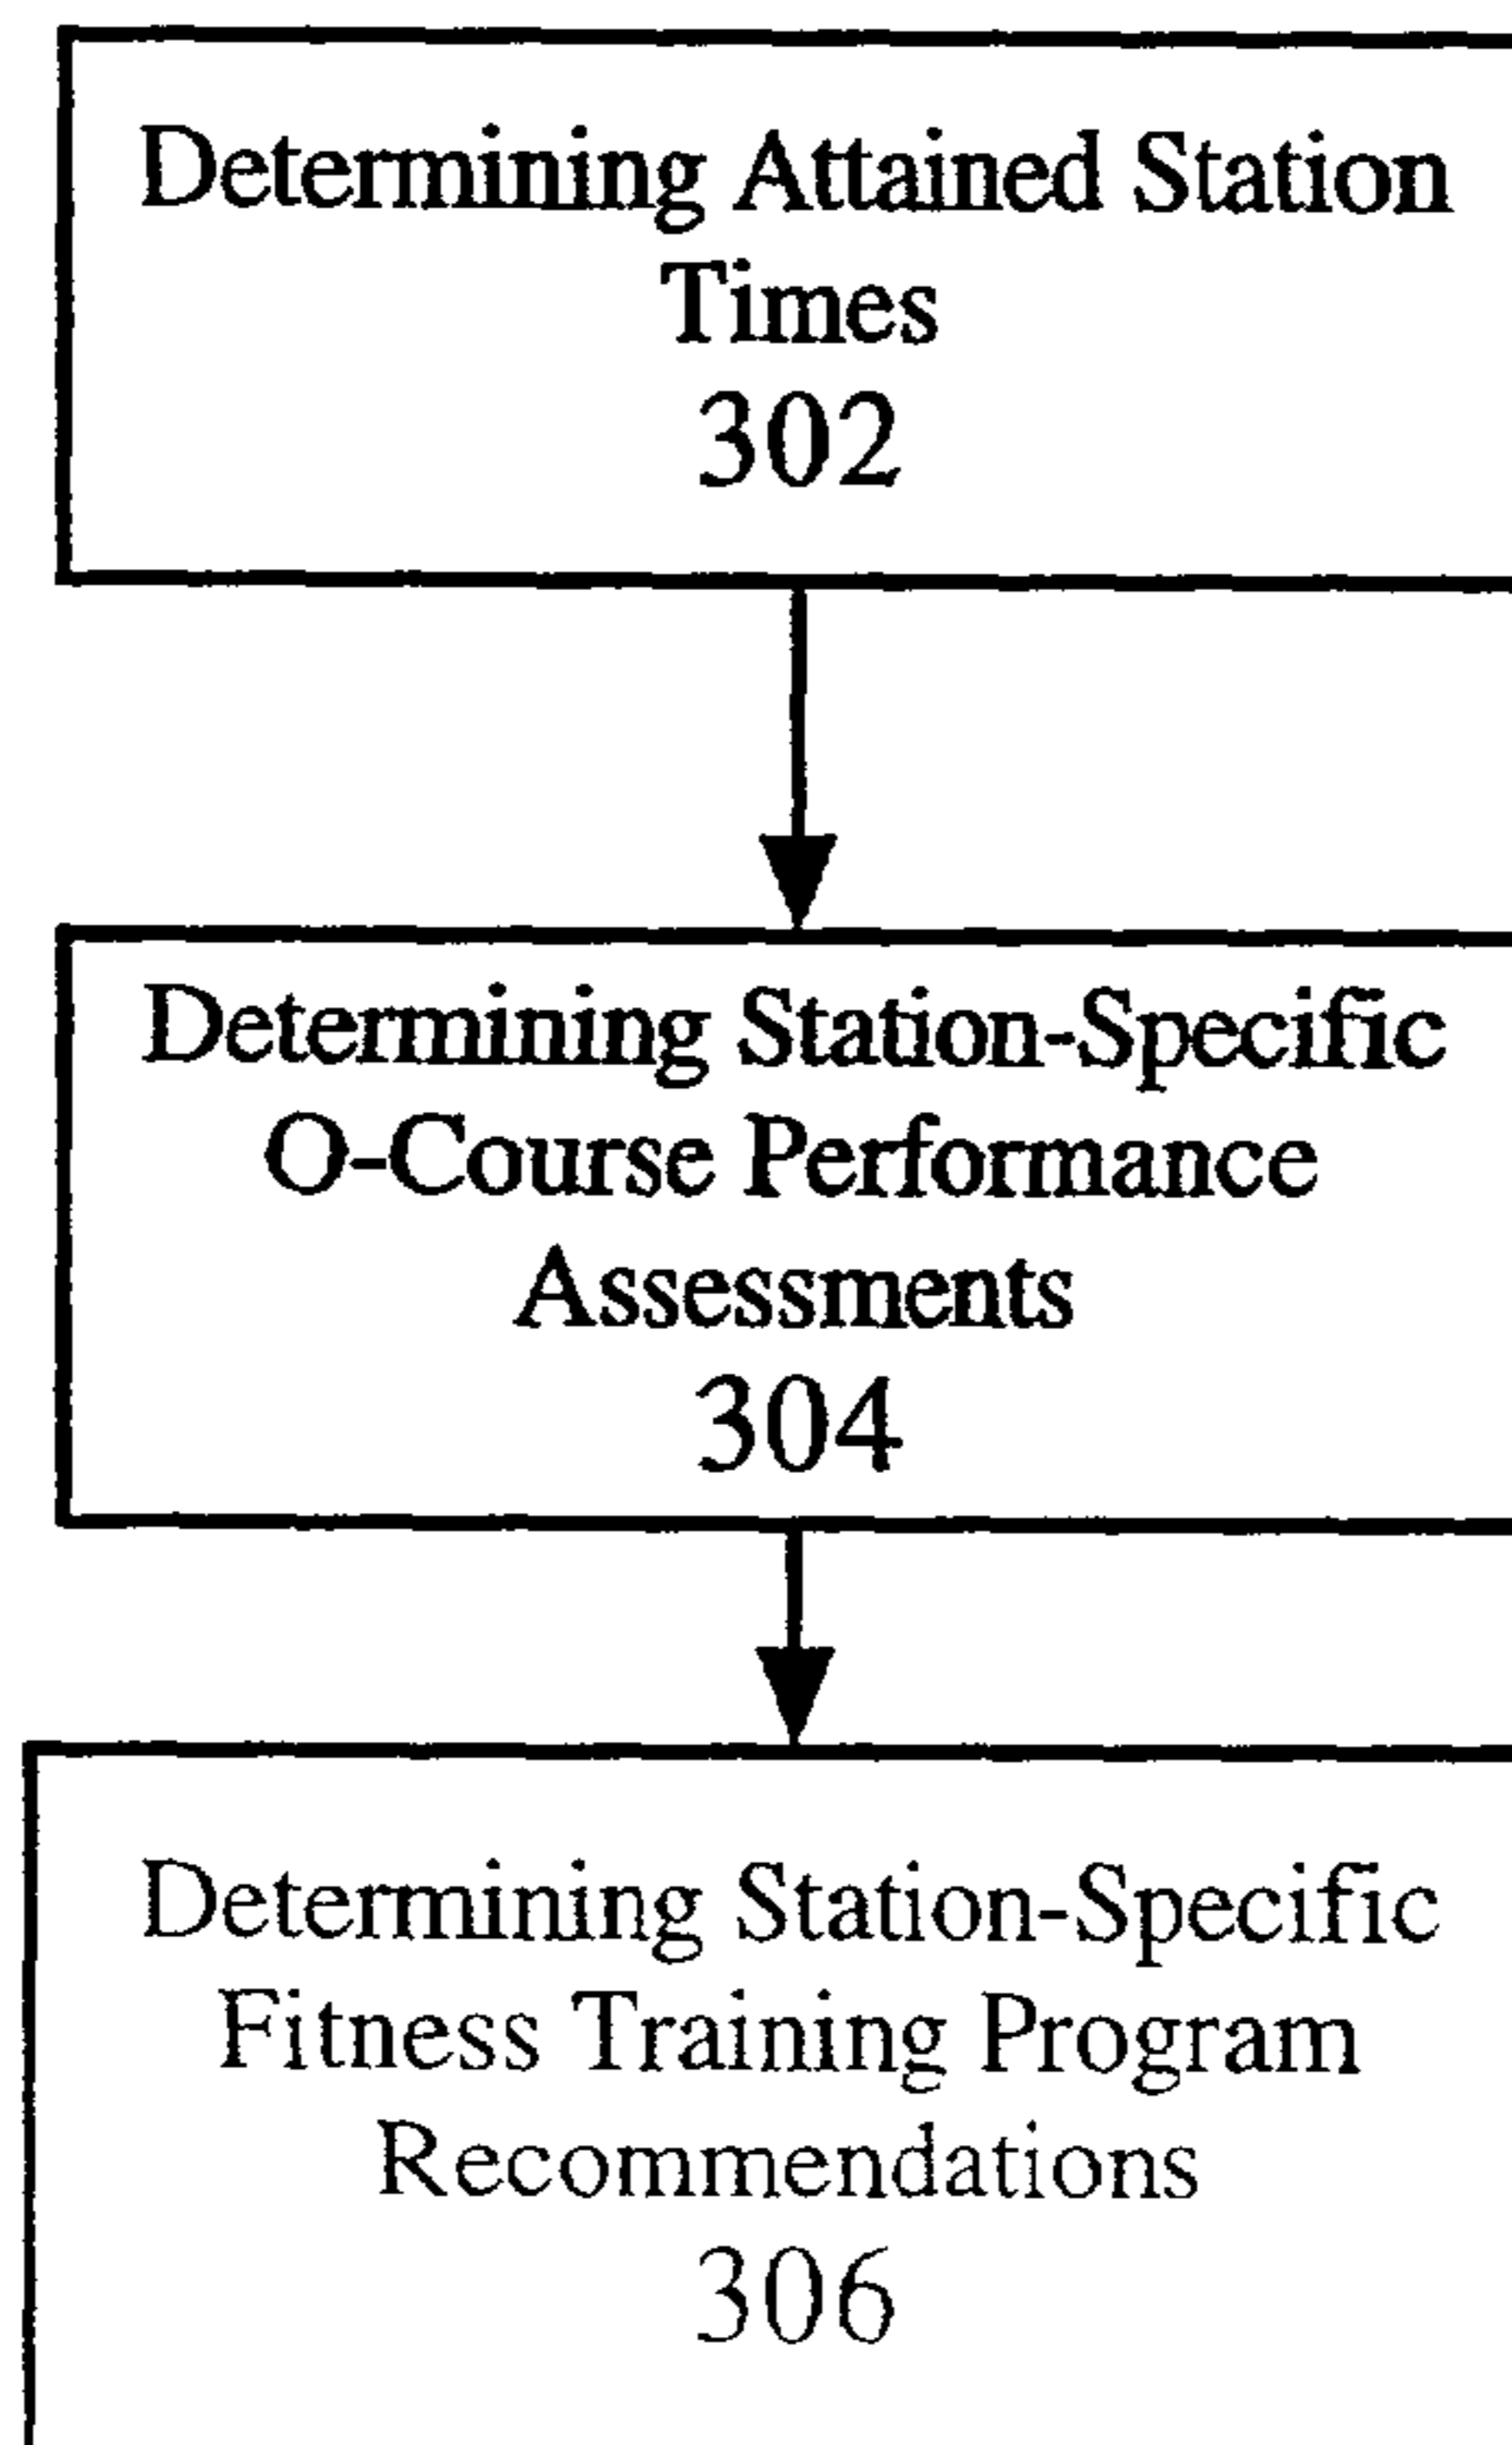 Determining Attained Station
Times
302
Determining Station-Specific
O-Course Performance
Assessments
304
Determining Station-Specific
Fitness Training Program
Recommendations
306